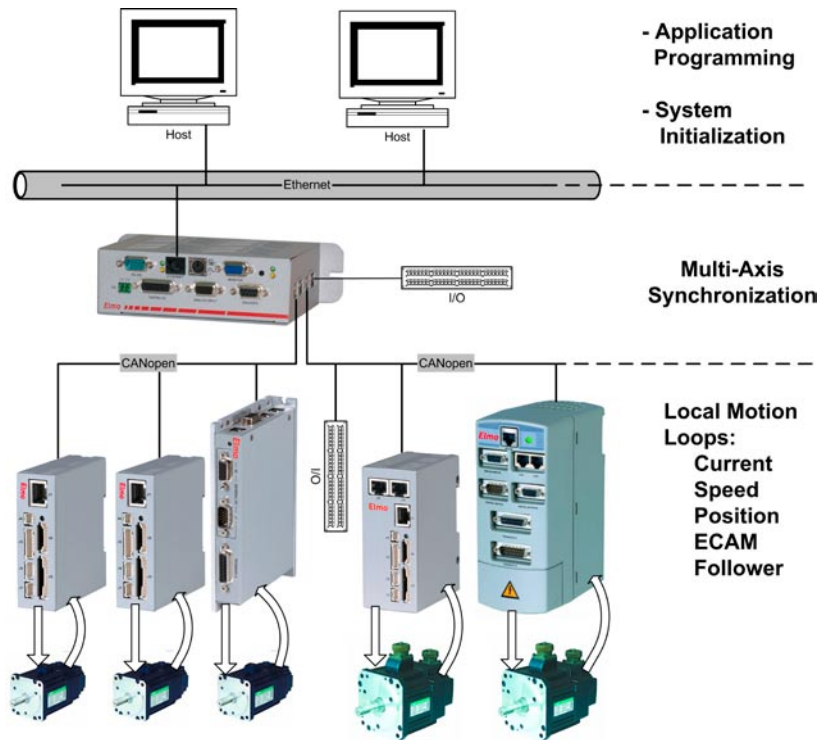 - Application
Programming
- System
Initialization
Host
Host
Ethernet
Multi-Axis
Synchronization
I/O
Elmo
CANopen
CANopen
Local Motion
Loops:
Current
Speed
Position
ECAM
Follower
I/O
Elmo
Elmo
Elmo
Elmo
Elmo